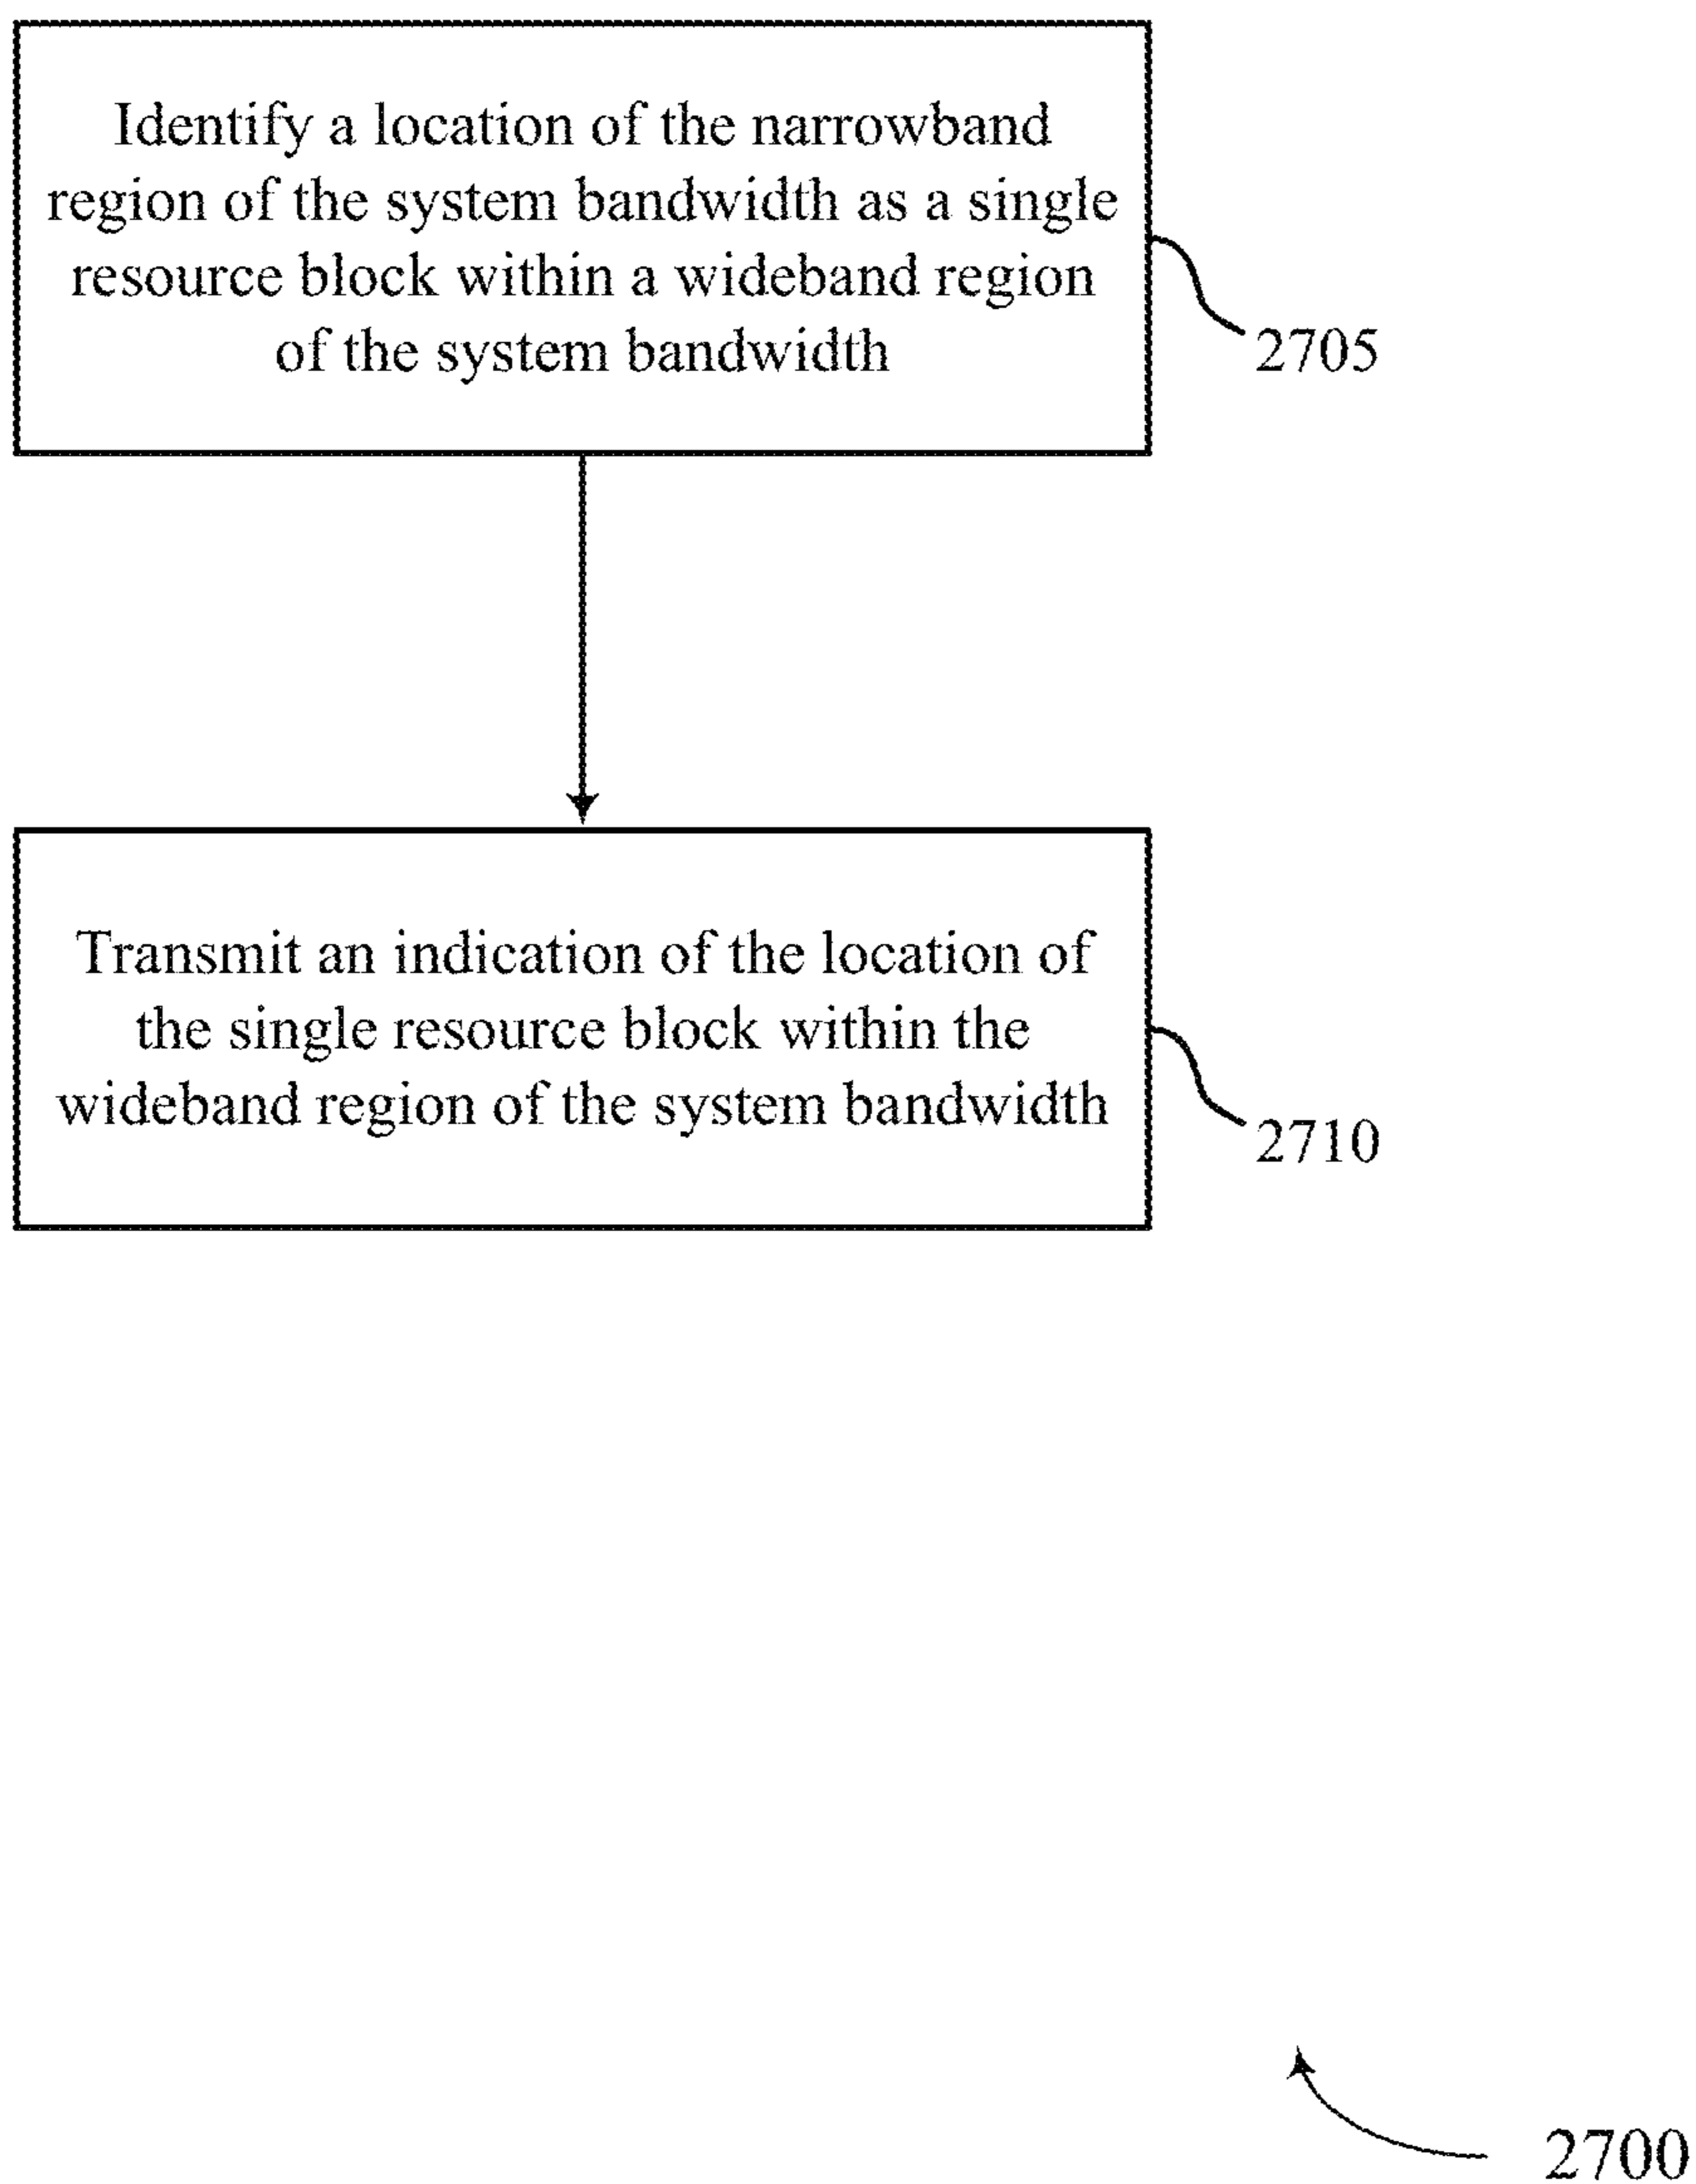 Identify a location of the narrowband
region of the system bandwidth as a single
resource block within a wideband region
of the system bandwidth
2705
Transmit an indication of the location of
the single resource block within the
wideband region of the system bandwidth
2710
2700